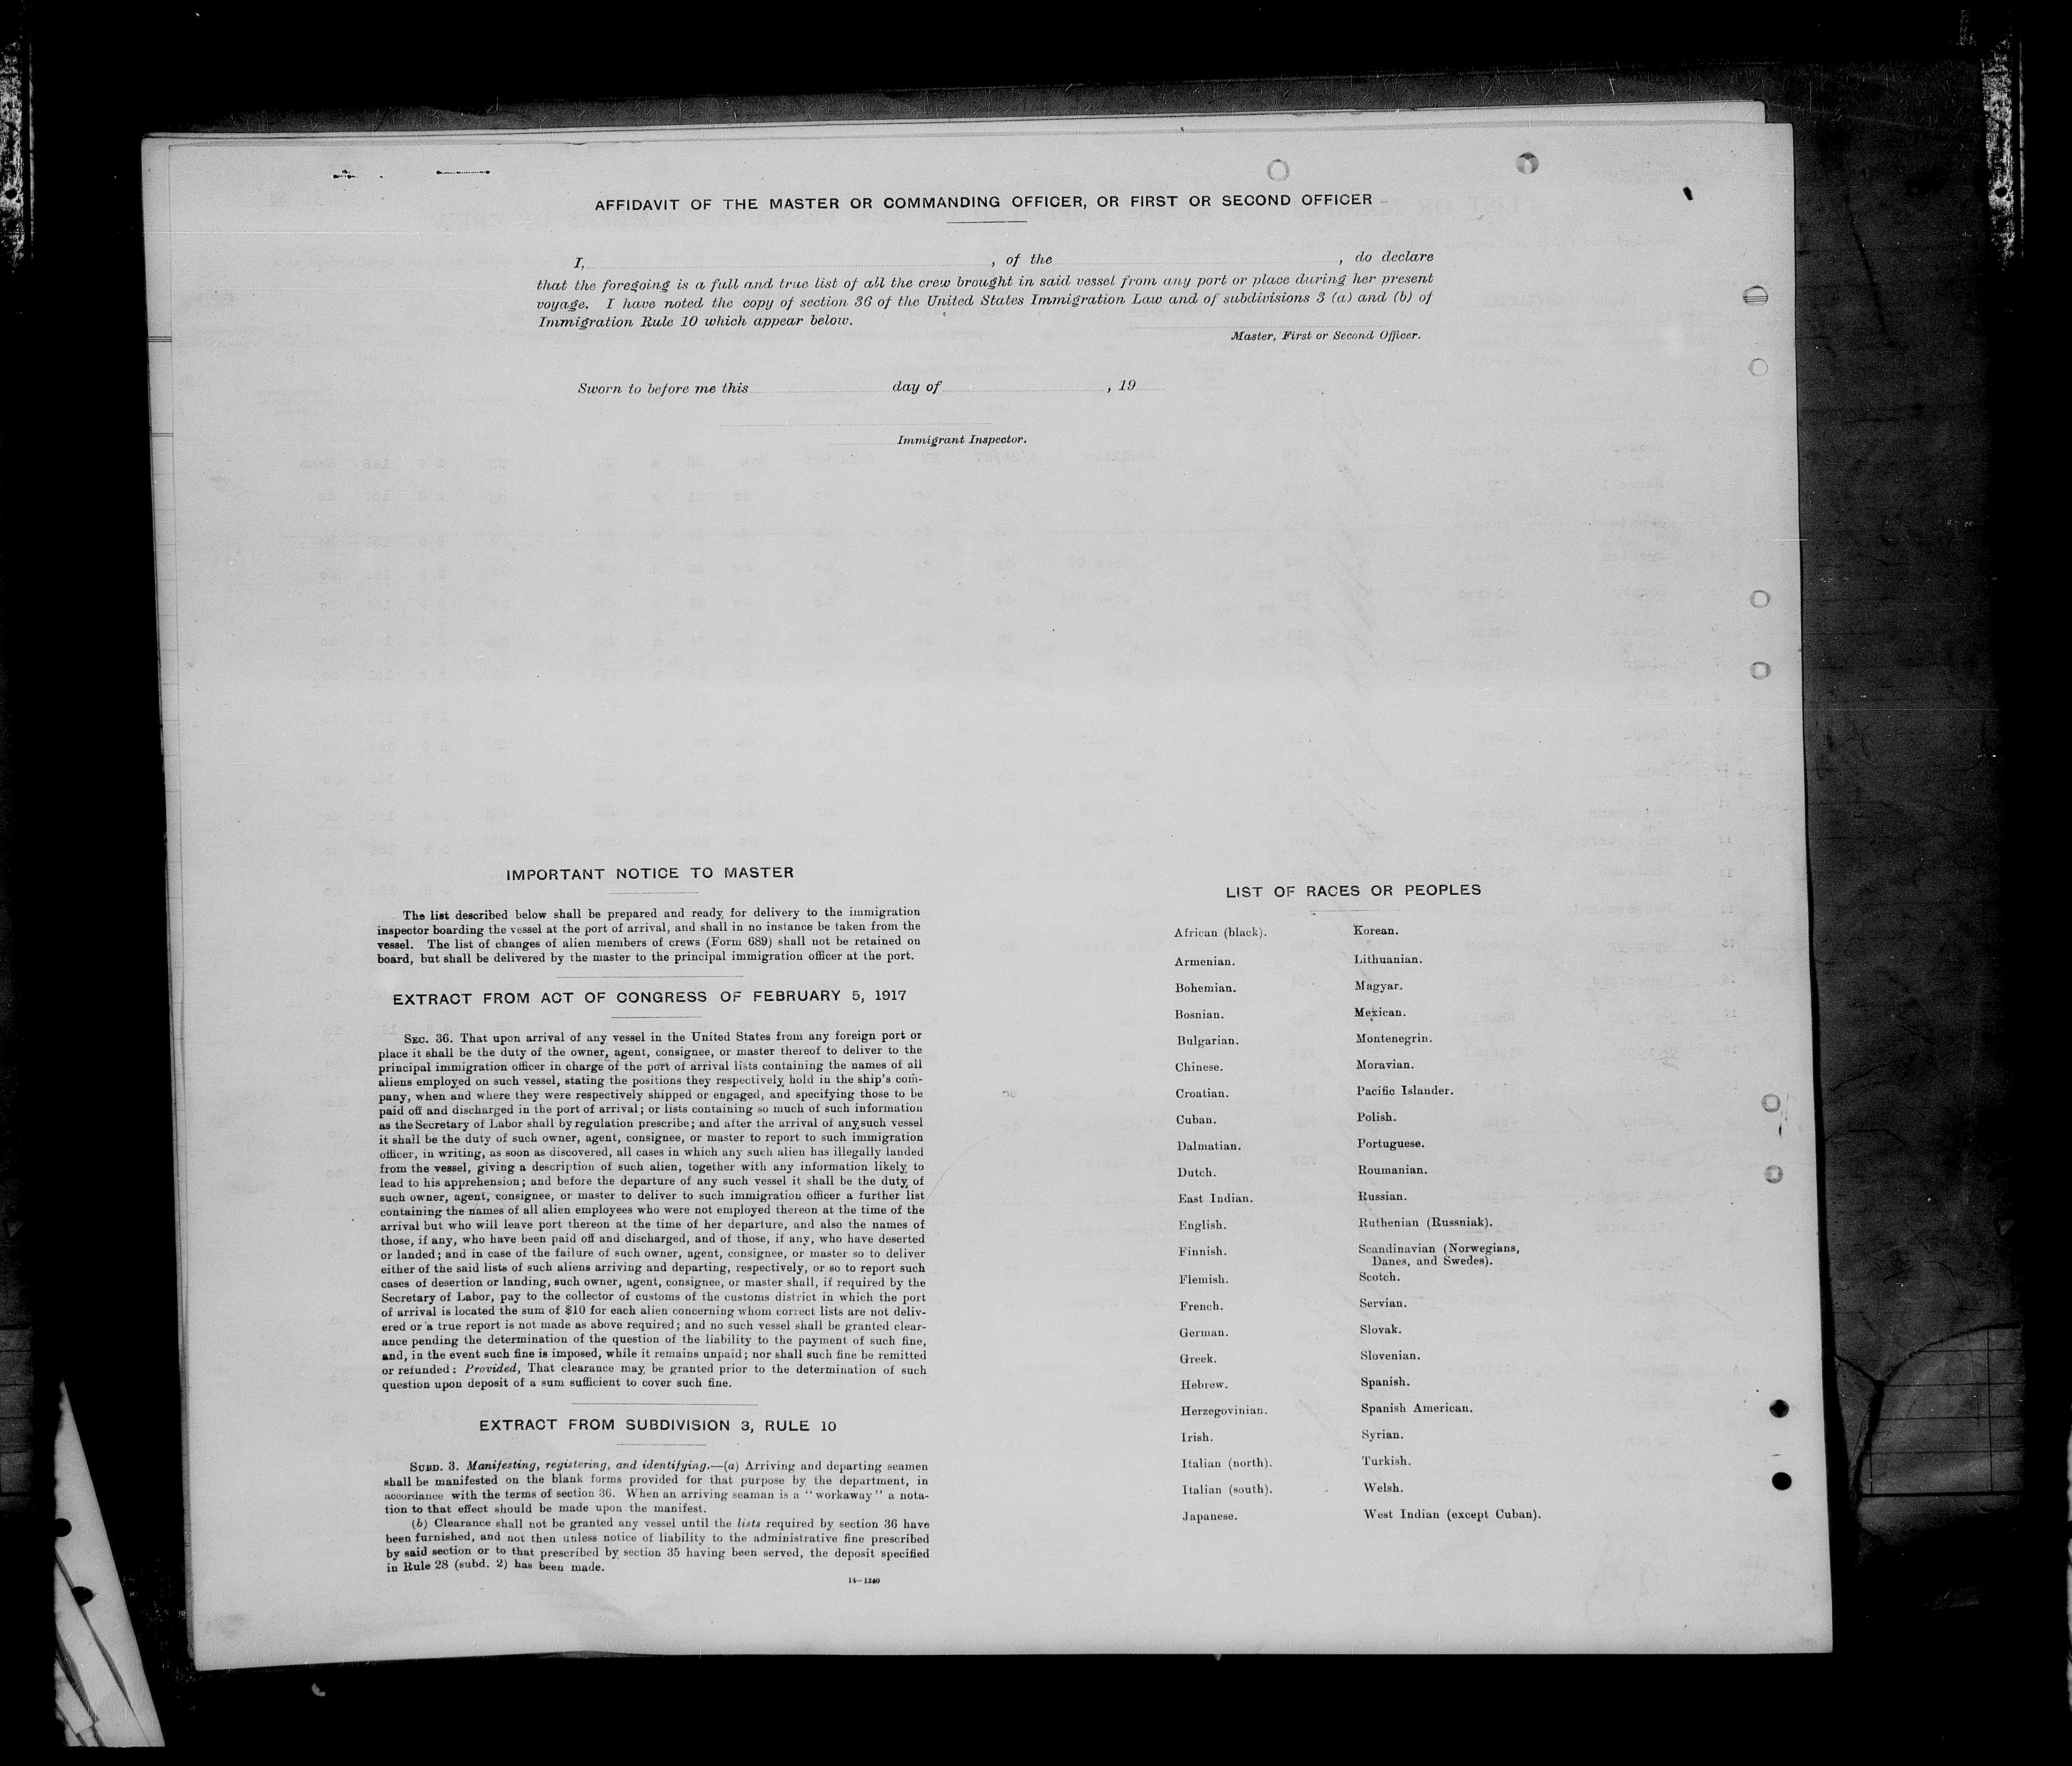 AFFIDAVIT OF THE MASTER OR COMMANDING OFFICER, OR FIRST OR SECOND OFFICER
I, , of the , do declare
that the foregoing is a full and true list of all the crew brought in said vessel from any port or place during her present
voyage. I have noted the copy of section 36 of the United States Immigration Law and of subdivisions 3 (a) and (b) of
Immigration Rule 10 which appear below.
Master, First or Second Officer.
Sworn to before me this day of , 19
Immigrant Inspector.
IMPORTANT NOTICE TO MASTER
The list described below shall be prepared and ready for delivery to the immigration
inspector boarding the vessel at the port of arrival, and shall in no instance be taken from the
vessel. The list of changes of alien members of crews (Form 689) shall not be retained on
board, but shall be delivered by the master to the principal immigration officer at the port.
EXTRACT FROM ACT OF CONGRESS OF FEBRUARY 5, 1917
SEC. 36. That upon arrival of any vessel in the United States from any foreign port or
place it shall be the duty of the owner, agent, consignee, or master thereof to deliver to the
principal immigration officer in charge of the port of arrival lists containing the names of all
aliens employed on such vessel, stating the positions they respectively hold in the ship's com-
pany, when and where they were respectively shipped or engaged, and specifying those to be
paid off and discharged in the port of arrival; or lists containing so much of such information
as the Secretary of Labor shall by regulation prescribe; and after the arrival of any such vessel
it shall be the duty of such owner, agent, consignee, or master to report to such immigration
officer, in writing, as soon as discovered, all cases in which any such alien has illegally landed
from the vessel, giving a description of such alien, together with any information likely to
lead to his apprehension; and before the departure of any such vessel it shall be the duty of
such owner, agent, consignee, or master to deliver to such immigration officer a further list
containing the names of all alien employees who were not employed thereon at the time of the
arrival but who will leave port thereon at the time of her departure, and also the names of
those, if any, who have been paid off and discharged, and of those, if any, who have deserted
or landed; and in case of the failure of such owner, agent, consignee, or master so to deliver
either of the said lists of such aliens arriving and departing, respectively, or so to report such
cases of desertion or landing, such owner, agent, consignee, or master shall, if required by the
Secretary of Labor, pay to the collector of customs of the customs district in which the port
of arrival is located the sum of $10 for each alien concerning whom correct lists are not deliv-
ered or a true report is not made as above required; and no such vessel shall be granted clear-
ance pending the determination of the question of the liability to the payment of such fine,
and, in the event such fine is imposed, while it remains unpaid; nor shall such fine be remitted
or refunded: Provided, That clearance may be granted prior to the determination of such
question upon deposit of a sum sufficient to cover such fine.
EXTRACT FROM SUBDIVISION 3, RULE 10
SUBD. 3. Manifesting, registering, and identifying.—(a) Arriving and departing seamen
shall be manifested on the blank forms provided for that purpose by the department, in
accordance with the terms of section 36. When an arriving seaman is a "workaway" a nota-
tion to that effect should be made upon the manifest.
(b) Clearance shall not be granted any vessel until the lists required by section 36 have
been furnished, and not then unless notice of liability to the administrative fine prescribed
by said section or to that prescribed by section 35 having been served, the deposit specified
in Rule 28 (subd. 2) has been made.
14—1240
LIST OF RACES OR PEOPLES
African (black).
Armenian.
Bohemian.
Bosnian.
Bulgarian.
Chinese.
Croatian.
Cuban.
Dalmatian.
Dutch.
East Indian.
English.
Finnish.
Flemish.
French.
German.
Greek.
Hebrew.
Herzegovinian.
Irish.
Italian (north).
Italian (south).
Japanese.
Korean.
Lithuanian.
Magyar.
Mexican.
Montenegrin.
Moravian.
Pacific Islander.
Polish.
Portuguese.
Roumanian.
Russian.
Ruthenian (Russniak).
Scandinavian (Norwegians,
Danes, and Swedes).
Scotch.
Servian.
Slovak.
Slovenian.
Spanish.
Spanish American.
Syrian.
Turkish.
Welsh.
West Indian (except Cuban).